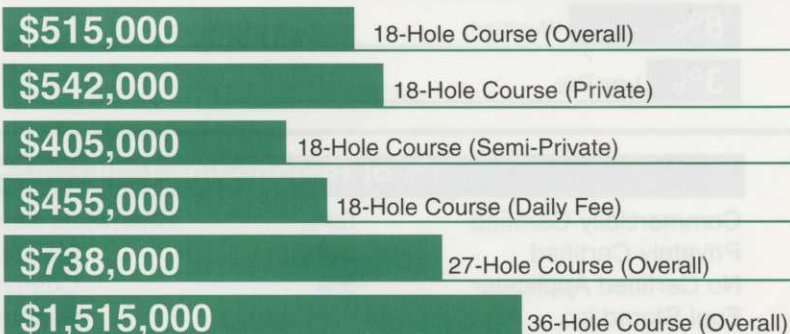 $515,000 18-Hole Course (Overall)
$542,000 18-Hole Course (Private)
$405,000 18-Hole Course (Semi-Private)
$455,000 18-Hole Course (Daily Fee)
$738,000 27-Hole Course (Overall)
$1,515,000 36-Hole Course (Overall)